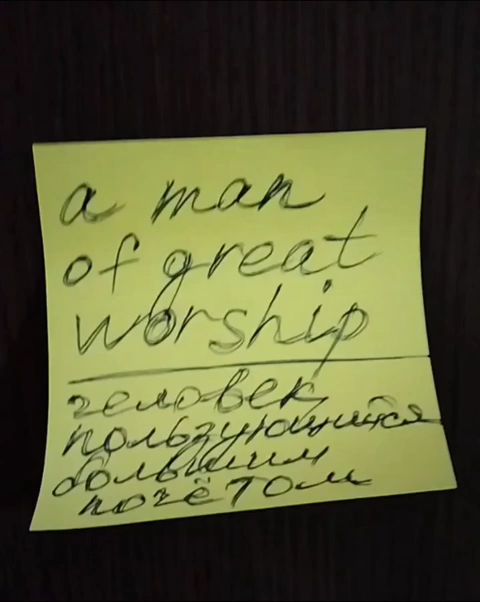 a man
of great
worship
человек,
пользующийся
большим
почётом